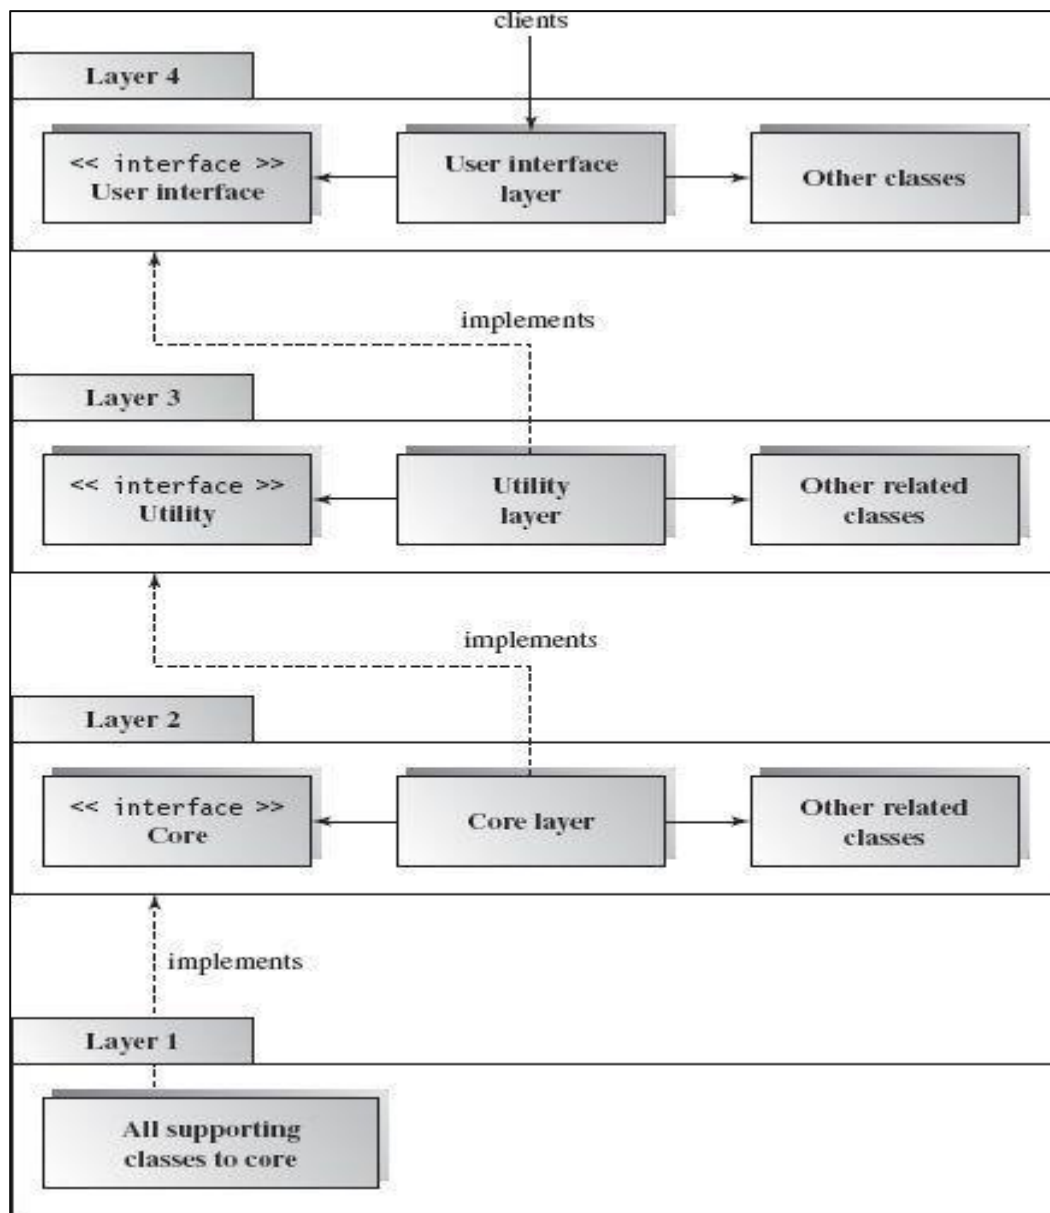 clients
Layer 4
<< interface >>
User interface
User interface
layer
Other classes
implements
Layer 3
<< interface >>
Utility
Utility
layer
Other related
classes
implements
Layer 2
<< interface >>
Core
Core layer
Other related
classes
implements
Layer 1
All supporting
classes to core